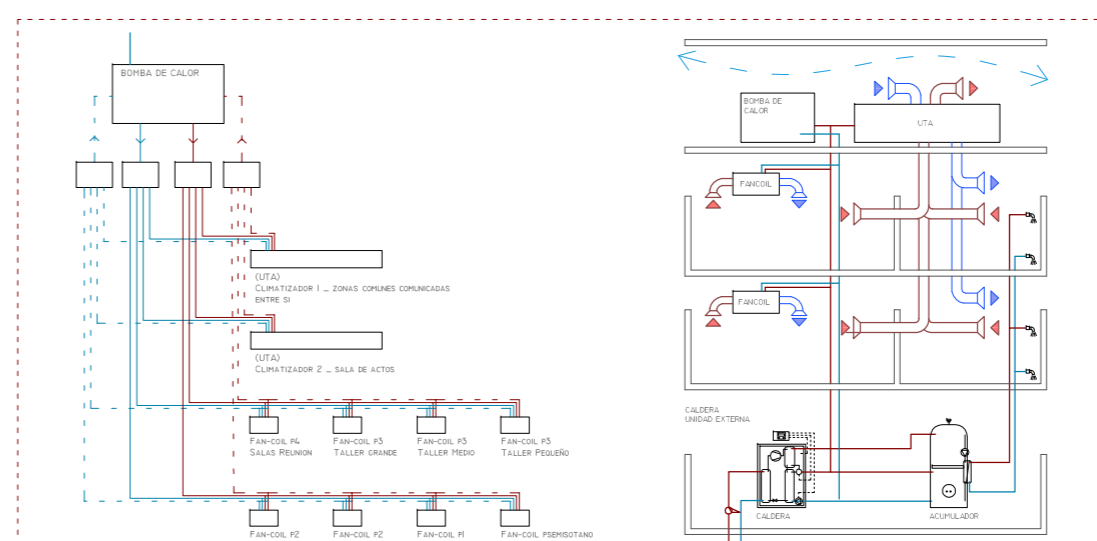 BOMBA DE CALOR
(UTA)
CLIMATIZADOR 1 _ ZONAS COMUNES COMUNICADAS
ENTRE SI
(UTA)
CLIMATIZADOR 2 _ SALA DE ACTOS
FAN-COIL P4
SALAS REUNION
FAN-COIL P3
TALLER GRANDE
FAN-COIL P3
TALLER MEDIO
FAN-COIL P3
TALLER PEQUEÑO
FAN-COIL P2
FAN-COIL P2
FAN-COIL P1
FAN-COIL PSEMISOTANO
BOMBA DE
CALOR
UTA
FANCOIL
FANCOIL
CALDERA
UNIDAD EXTERNA
CALDERA
ACUMULADOR